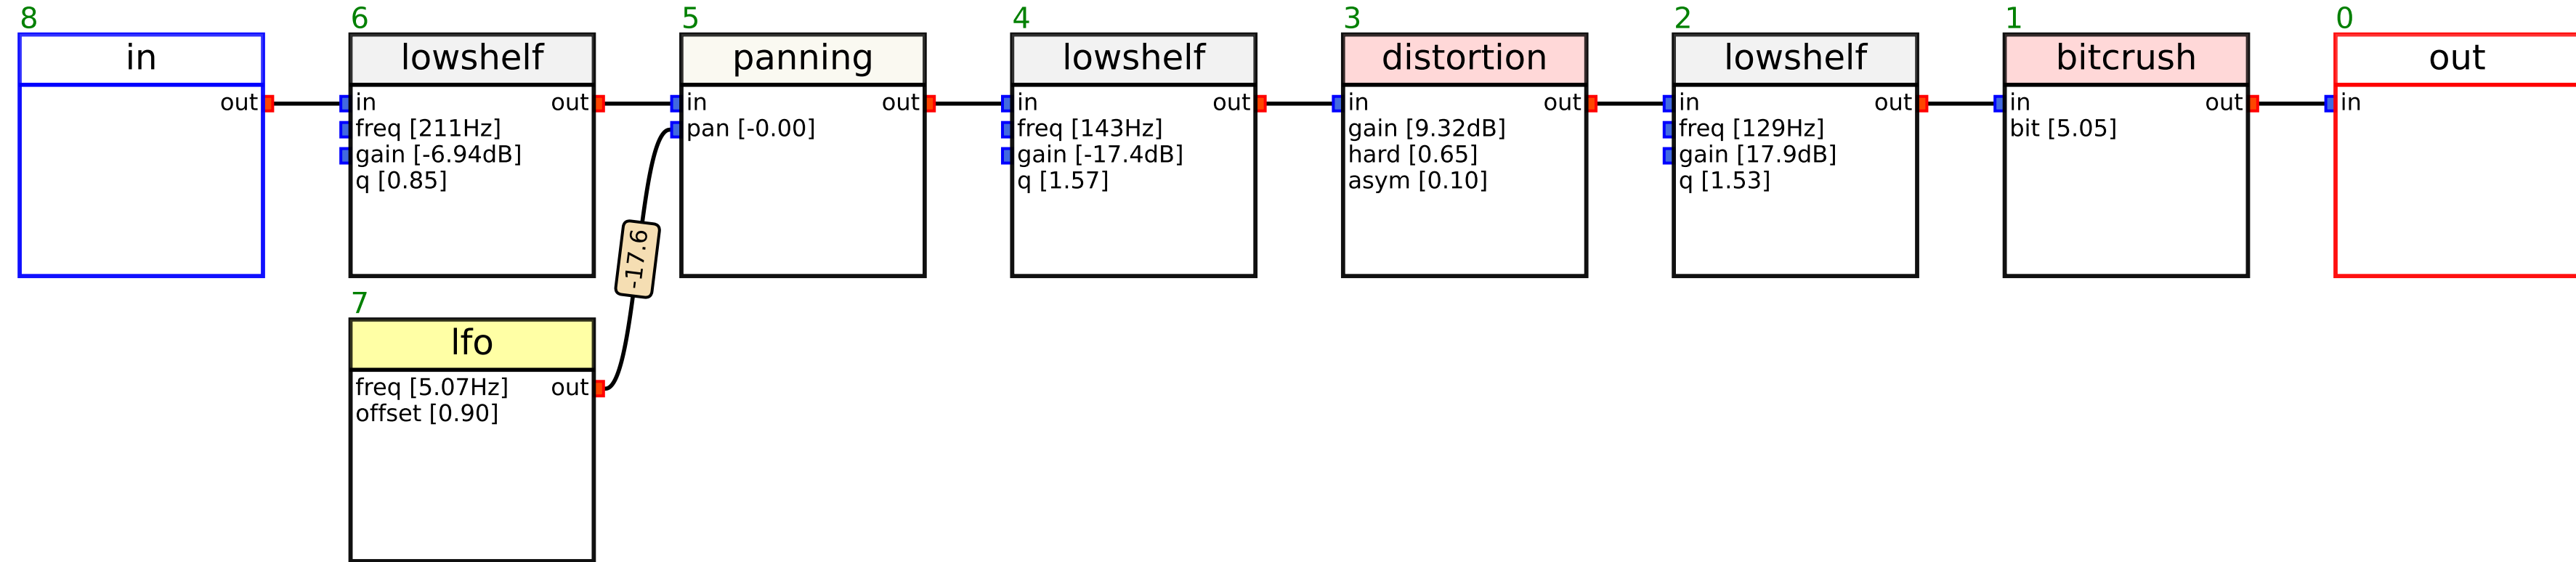 8
in
out
6
lowshelf
in out
freq [211Hz]
gain [-6.94dB]
q [0.85]
5
panning
in out
pan [-0.00]
4
lowshelf
in out
freq [143Hz]
gain [-17.4dB]
q [1.57]
3
distortion
in out
gain [9.32dB]
hard [0.65]
asym [0.10]
2
lowshelf
in out
freq [129Hz]
gain [17.9dB]
q [1.53]
1
bitcrush
in out
bit [5.05]
0
out
in
-17.6
7
lfo
freq [5.07Hz] out
offset [0.90]